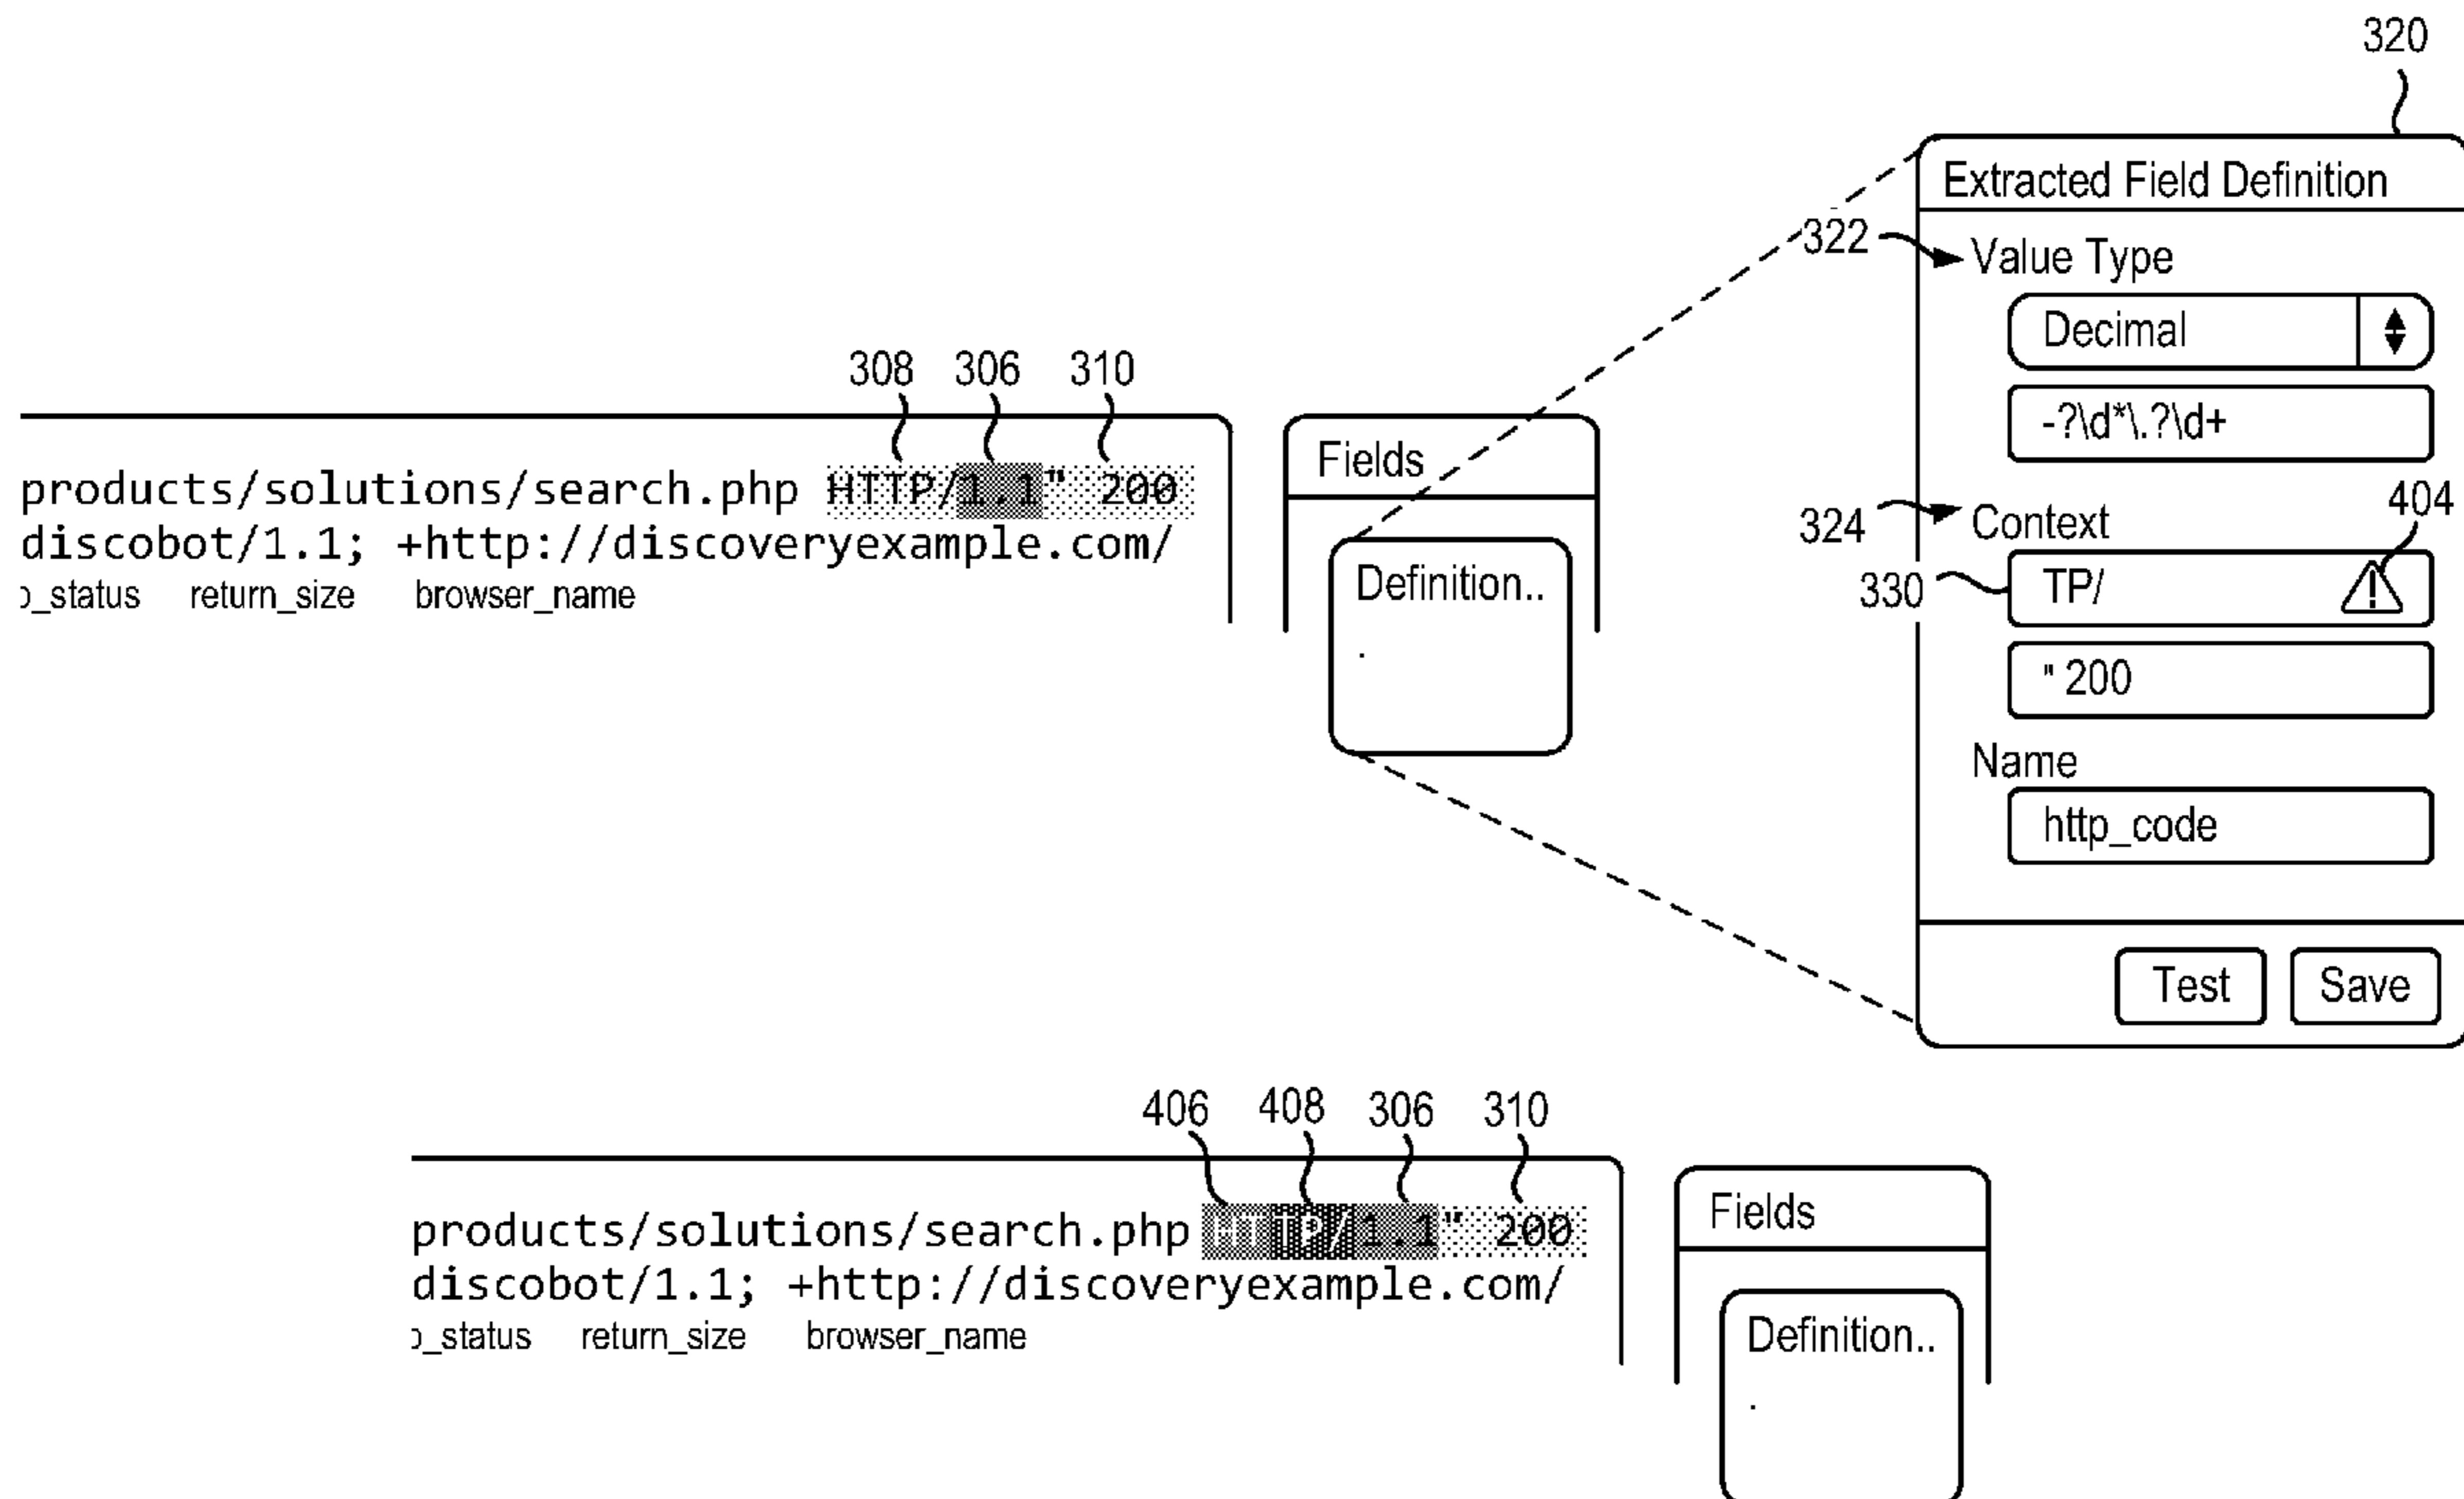 320
Extracted Field Definition
322
Value Type
Decimal
-?\d*\.?\d+
324
Context
404
330
TP/
" 200
Name
http_code
Test Save
308 306 310
products/solutions/search.php HTTP/1.1" 200
discobot/1.1; +http://discoveryexample.com/
_status return_size browser_name
Fields
Definition..
.
406 408 306 310
products/solutions/search.php HTTP/1.1" 200
discobot/1.1; +http://discoveryexample.com/
_status return_size browser_name
Fields
Definition..
.